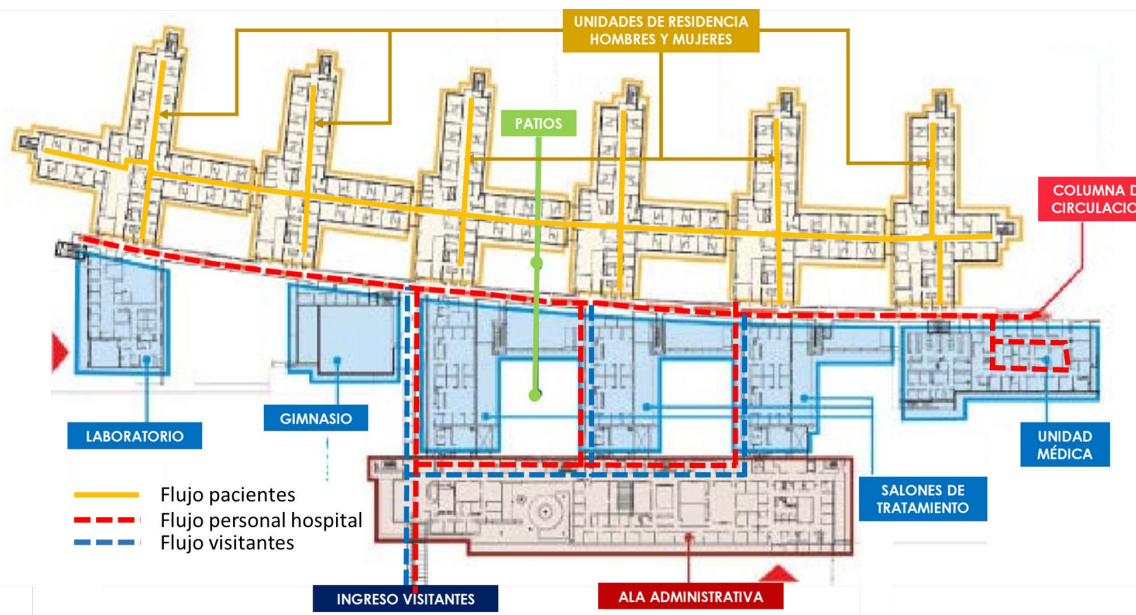 UNIDADES DE RESIDENCIA
HOMBRES Y MUJERES
PATIOS
COLUMNA D
CIRCULACIO
LABORATORIO
GIMNASIO
UNIDAD
MÉDICA
SALONES DE
TRATAMIENTO
Flujo pacientes
Flujo personal hospital
Flujo visitantes
INGRESO VISITANTES
ALA ADMINISTRATIVA